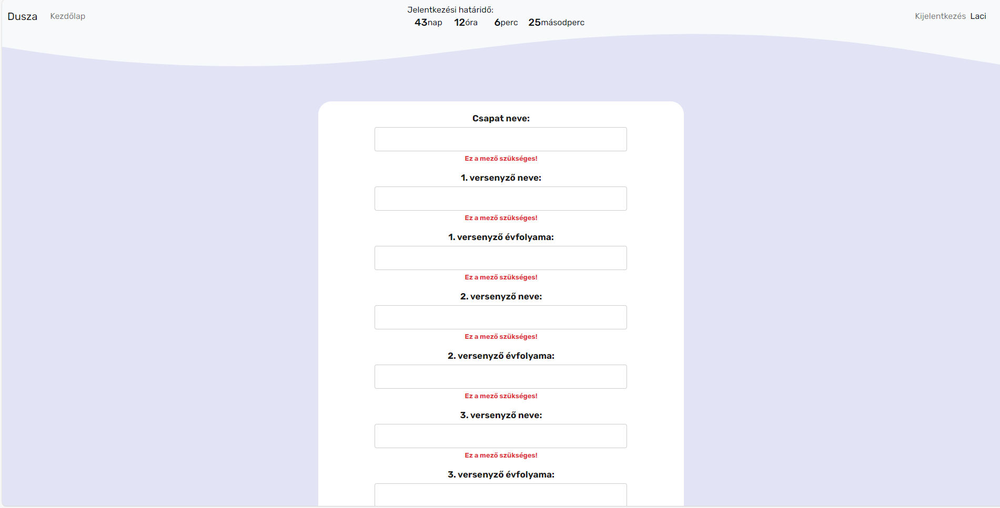 Dusza Kezdőlap
Jelentkezési határidő:
43nap 12óra 6perc 25másodperc
Kijelentkezés Laci
Csapat neve:
Ez a mező szükséges!
1. versenyző neve:
Ez a mező szükséges!
1. versenyző évfolyama:
Ez a mező szükséges!
2. versenyző neve:
Ez a mező szükséges!
2. versenyző évfolyama:
Ez a mező szükséges!
3. versenyző neve:
Ez a mező szükséges!
3. versenyző évfolyama: